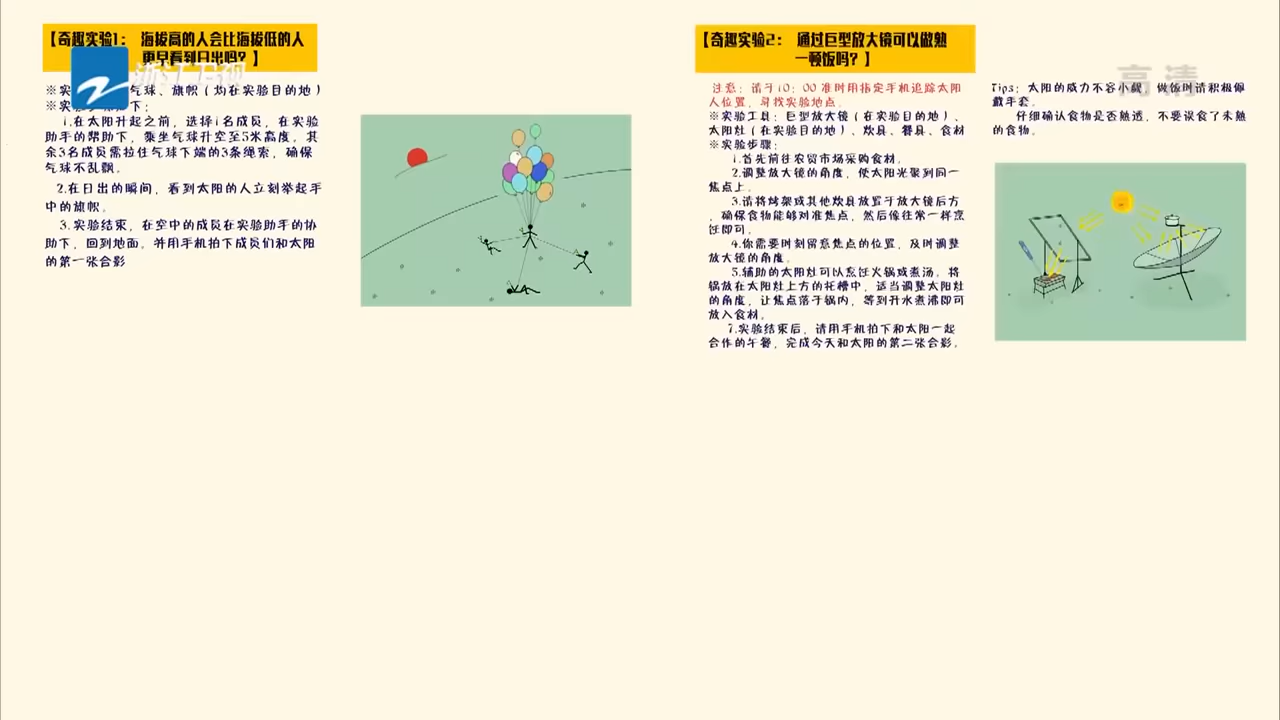 【奇趣实验1： 海拔高的人会比海拔低的人
更早看到日出吗？】
浙江卫视
※实 气球、旗帜（均在实验目的地）
※实 下：
1.在太阳升起之前，选择1名成员，在实验
助手的帮助下，乘坐气球升空至5米高度。其
余3名成员需拉住气球下端的3条绳索，确保
气球不乱飘。
2.在日出的瞬间，看到太阳的人立刻举起手
中的旗帜。
3.实验结束，在空中的成员在实验助手的协
助下，回到地面。并用手机拍下成员们和太阳
的第一张合影
【奇趣实验2： 通过巨型放大镜可以做熟
一顿饭吗？】
注意：请于10：00准时用指定手机追踪太阳
人位置，寻找实验地点。
※实验工具：巨型放大镜（在实验目的地）、
太阳灶（在实验目的地）、炊具、餐具、食材
※实验步骤：
1.首先前往农贸市场采购食材。
2.调整放大镜的角度，使太阳光聚到同一
焦点上。
3.请将烤架或其他炊具放置于放大镜后方
，确保食物能够对准焦点，然后像往常一样烹
饪即可。
4.你需要时刻留意焦点的位置，及时调整
放大镜的角度。
5.辅助的太阳灶可以烹饪火锅或煮汤。将
锅放在太阳灶上方的托槽中，适当调整太阳灶
的角度，让焦点落于锅内，等到升水煮沸即可
放入食材。
7.实验结束后，请用手机拍下和太阳一起
合作的午餐，完成今天和太阳的第二张合影。
高清
Tips：太阳的威力不容小觑，做饭时请积极佩
戴手套。
仔细确认食物是否熟透，不要误食了未熟
的食物。